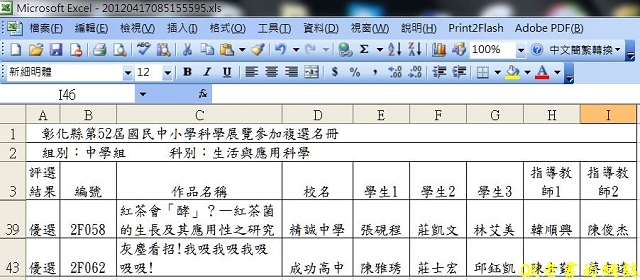 Microsoft Excel - 20120417085155595.xls
檔案(F) 編輯(E) 檢視(V) 插入(I) 格式(O) 工具(T) 資料(D) 視窗(W) 說明(H) Print2Flash Adobe PDF(B)
100% 中文簡繁轉換
新細明體 12 B I U $ % ,
I46 fx
A B C D E F G H I
1 彰化縣第52屆國民中小學科學展覽參加複選名冊
2 組別：中學組 科別：生活與應用科學
評選 指導教 指導教
3 結果 編號 作品名稱 校名 學生1 學生2 學生3 師1 師2
紅茶會「酵」？—紅茶菌
39 優選 2F058 的生長及其應用性之研究 精誠中學 張硯程 莊凱文 林艾美 韓順興 陳俊杰
灰塵看招!我吸我吸我吸
43 優選 2F062 吸吸! 成功高中 陳雅琇 莊士宏 邱鈺凱